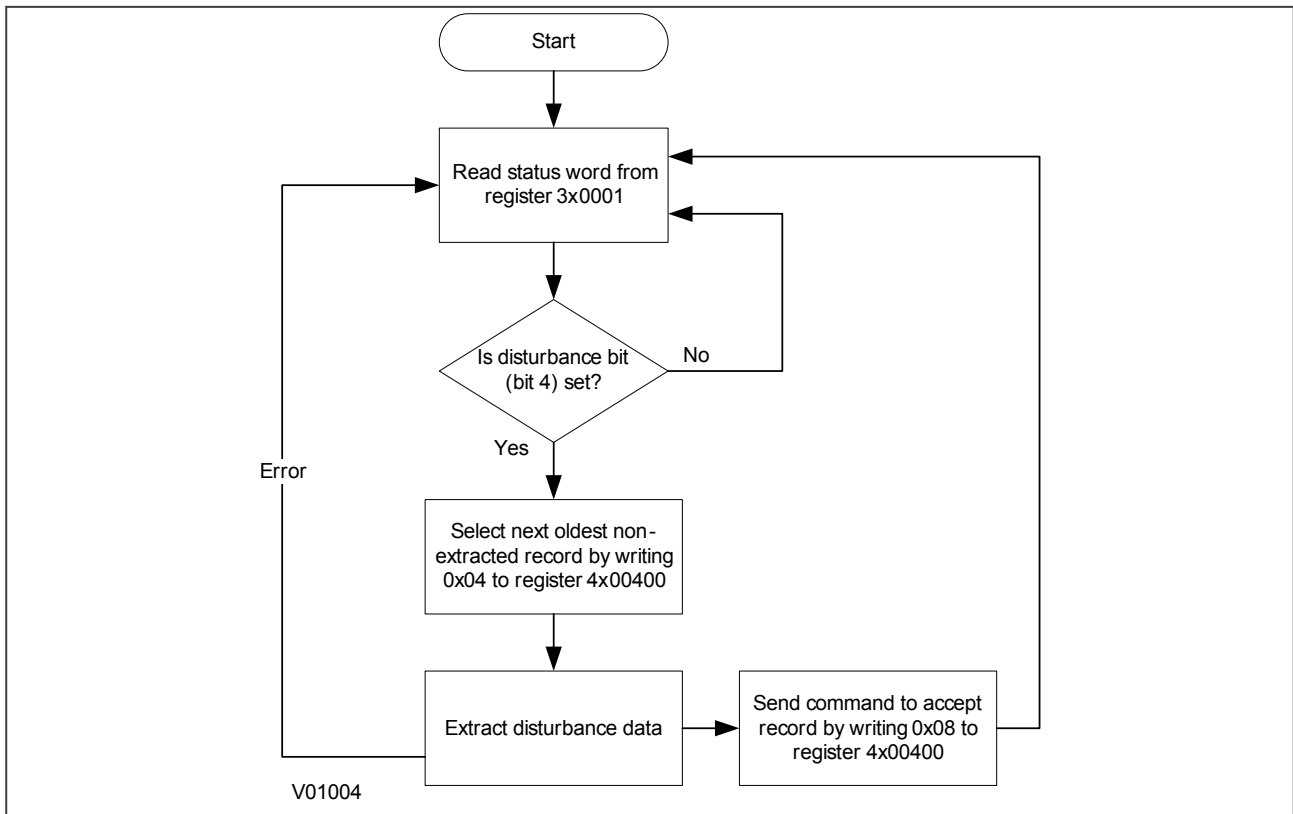 Start
Read status word from
register 3x0001
Is disturbance bit
(bit 4) set?
No
Yes
Error
Select next oldest non-
extracted record by writing
0x04 to register 4x00400
Extract disturbance data
Send command to accept
record by writing 0x08 to
register 4x00400
V01004